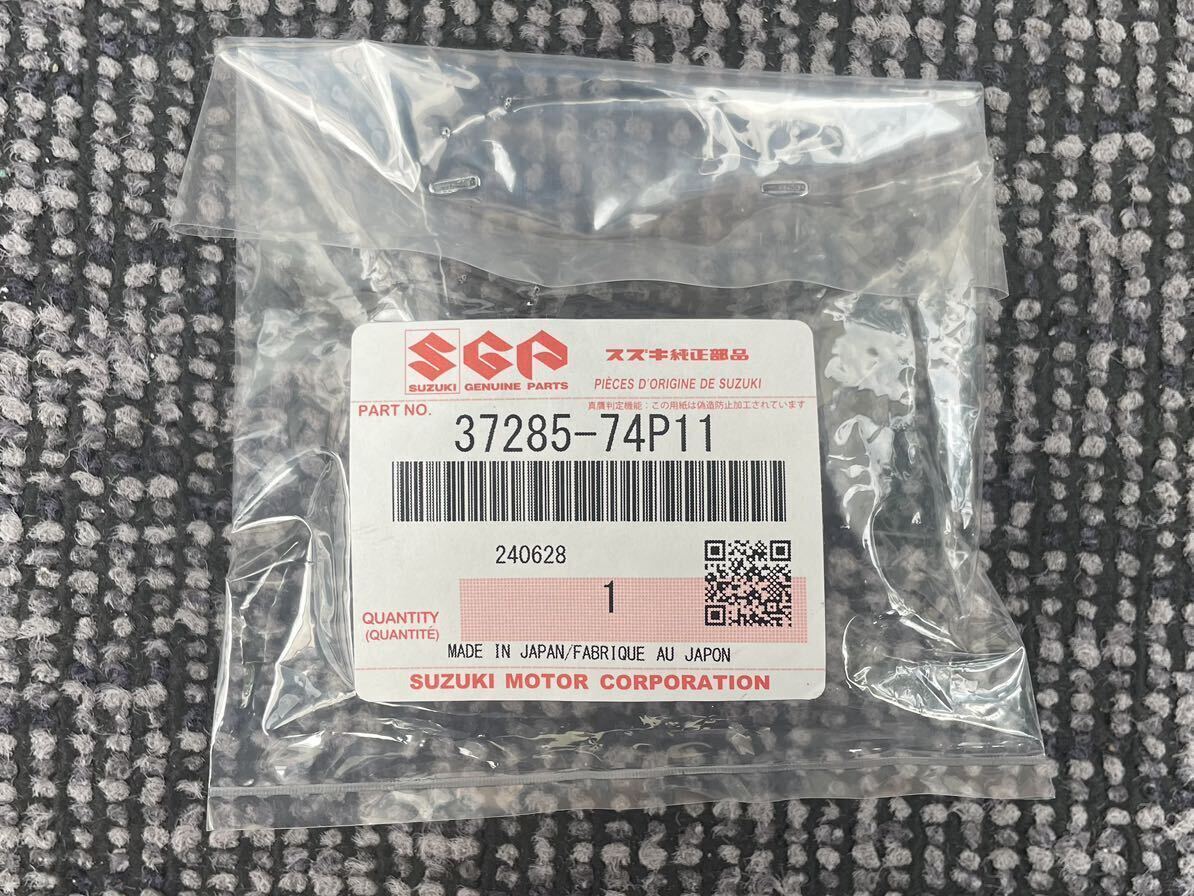 SGP スズキ純正部品
SUZUKI GENUINE PARTS PIÈCES D'ORIGINE DE SUZUKI
PART NO. 真贋判定機能：この用紙は偽造防止加工されています
37285-74P11
240628
1
QUANTITY
(QUANTITÉ)
MADE IN JAPAN/FABRIQUE AU JAPON
SUZUKI MOTOR CORPORATION